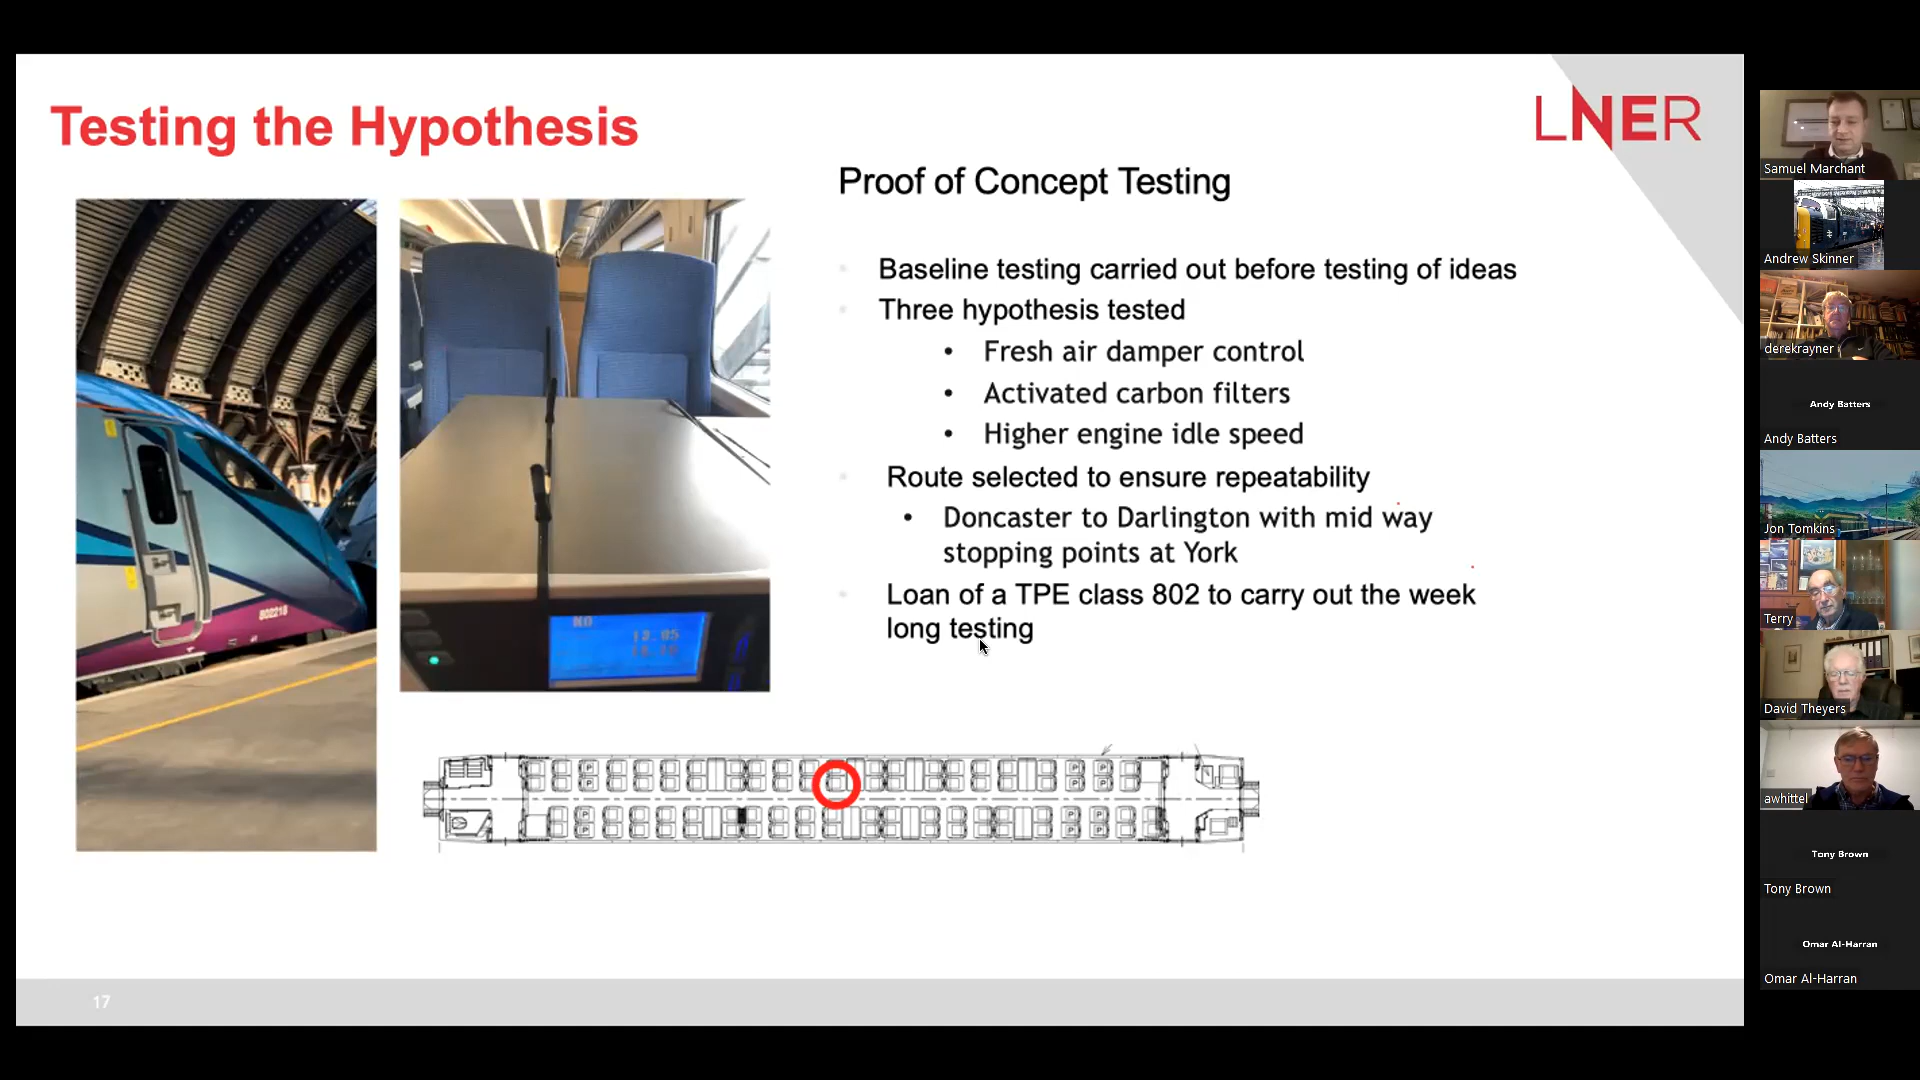 Testing the Hypothesis
LNER
Proof of Concept Testing
Baseline testing carried out before testing of ideas
Three hypothesis tested
• Fresh air damper control
• Activated carbon filters
• Higher engine idle speed
Route selected to ensure repeatability
• Doncaster to Darlington with mid way
stopping points at York
Loan of a TPE class 802 to carry out the week
long testing
802216
NO
17
Samuel Marchant
Andrew Skinner
derekrayner
Andy Batters
Andy Batters
Jon Tomkins
Terry
David Theyers
awhittel
Tony Brown
Tony Brown
Omar Al-Harran
Omar Al-Harran